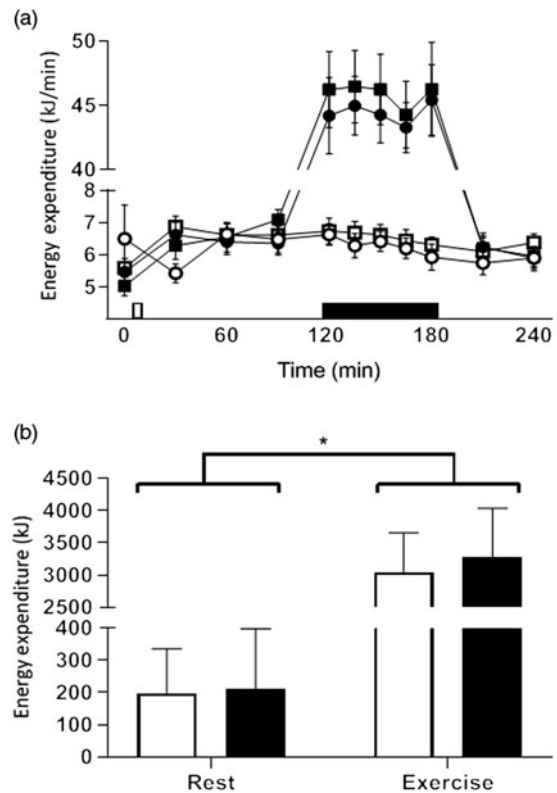 (a)
Energy expenditure (kJ/min)
50
45
40
8
7
6
5
0 60 120 180 240
Time (min)
(b)
*
Energy expenditure (kJ)
4500
4000
3500
3000
2500
400
300
200
100
0
Rest Exercise